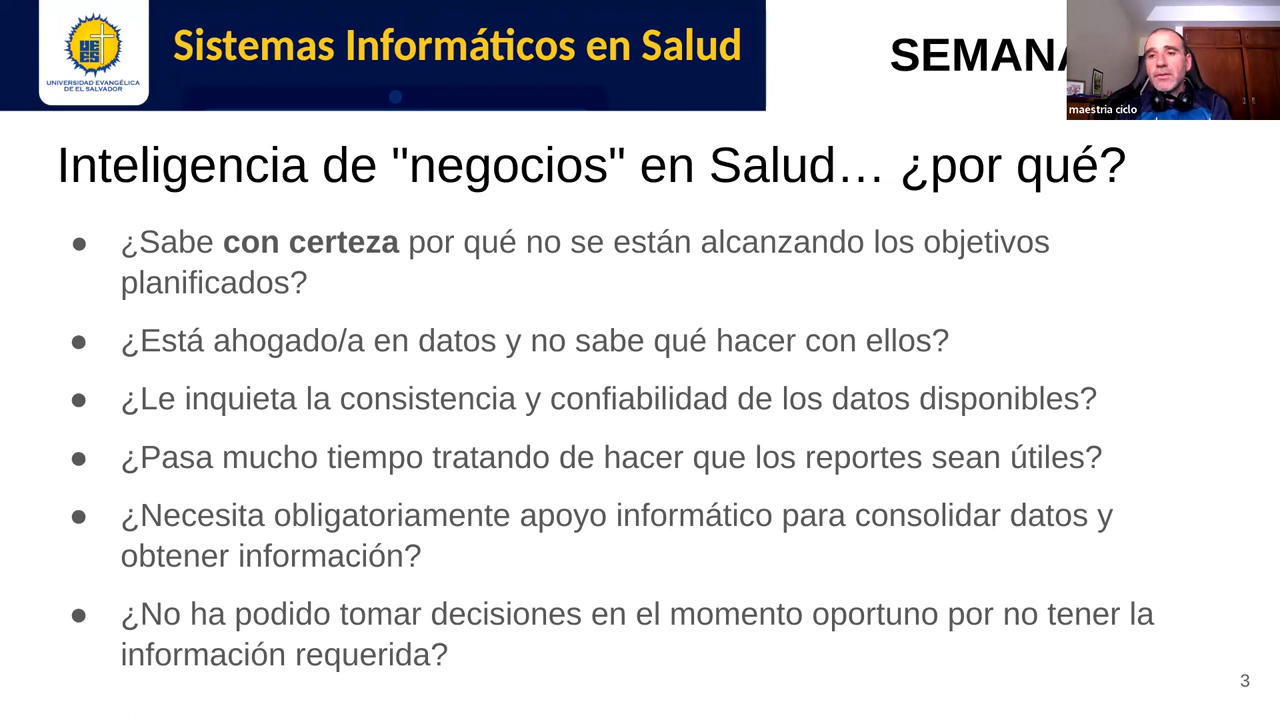 UEES
UNIVERSIDAD EVANGÉLICA
DE EL SALVADOR
Sistemas Informáticos en Salud
SEMANA
maestria ciclo
Inteligencia de "negocios" en Salud… ¿por qué?
● ¿Sabe con certeza por qué no se están alcanzando los objetivos
planificados?
● ¿Está ahogado/a en datos y no sabe qué hacer con ellos?
● ¿Le inquieta la consistencia y confiabilidad de los datos disponibles?
● ¿Pasa mucho tiempo tratando de hacer que los reportes sean útiles?
● ¿Necesita obligatoriamente apoyo informático para consolidar datos y
obtener información?
● ¿No ha podido tomar decisiones en el momento oportuno por no tener la
información requerida?
3